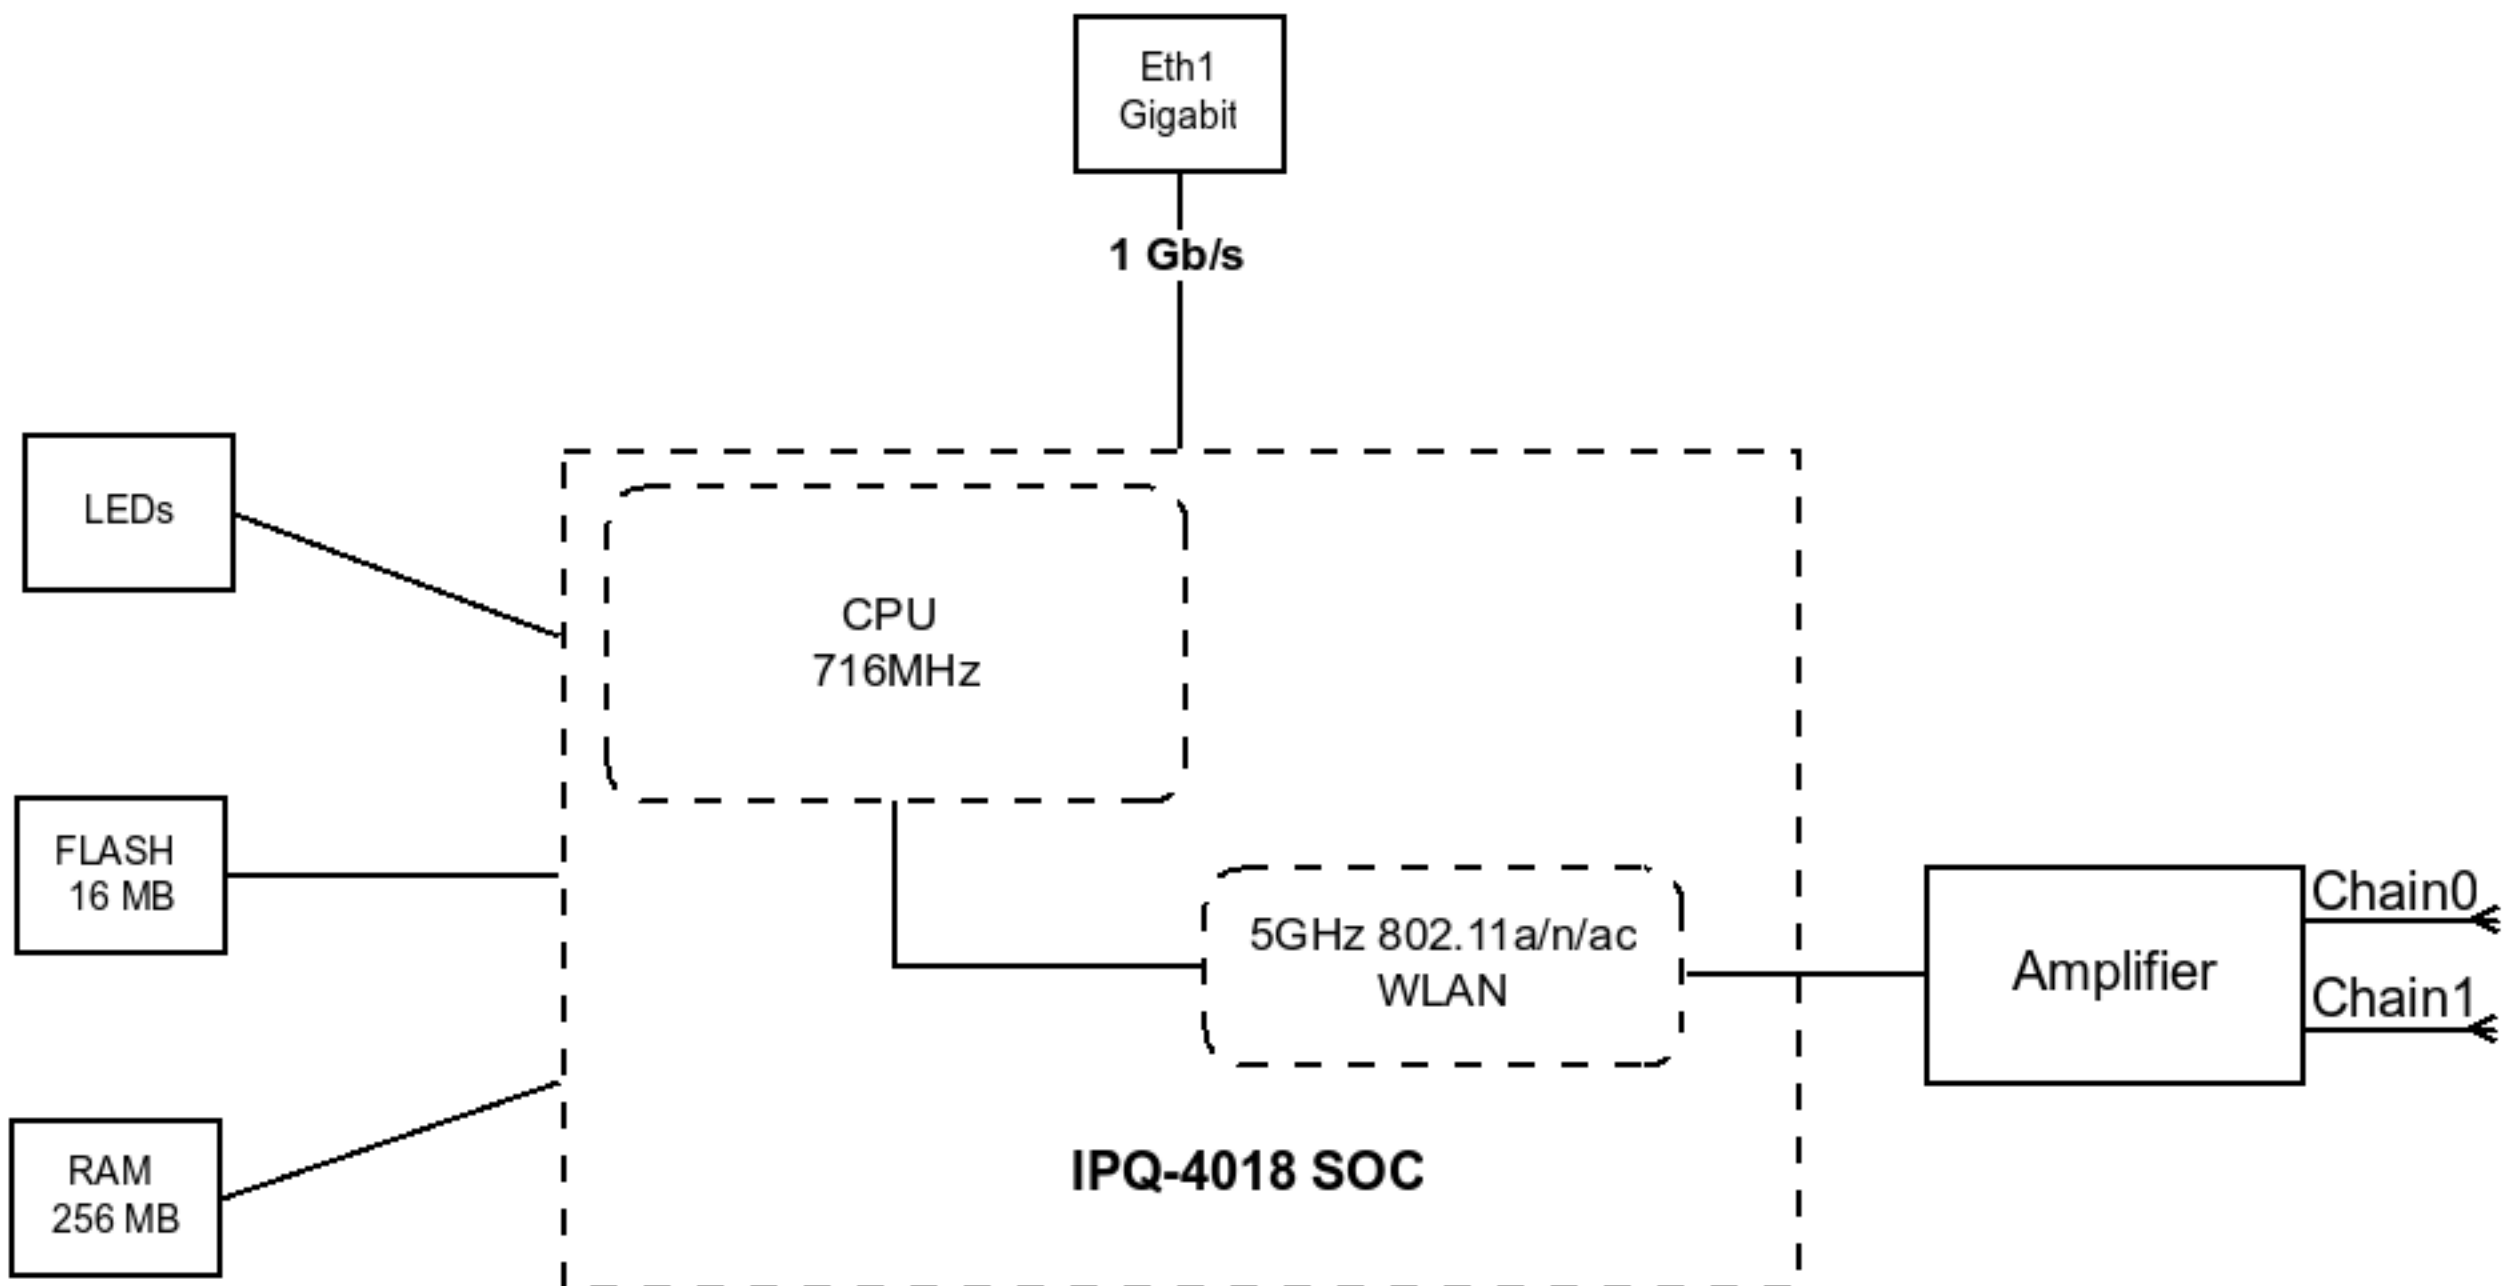 Eth1
Gigabit
1 Gb/s
LEDs
CPU
716MHz
FLASH
16 MB
5GHz 802.11a/n/ac
WLAN
Amplifier
Chain0
Chain1
RAM
256 MB
IPQ-4018 SOC